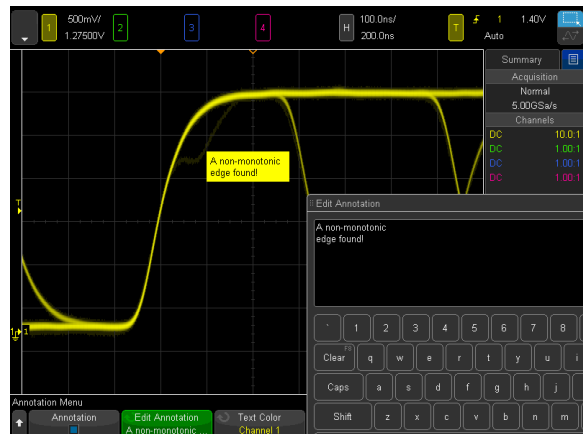 1
500mV/
1.27500V
2
3
4
H
100.0ns/
200.0ns
T
1
1.40V
Auto
Summary
Acquisition
Normal
5.00GSa/s
Channels
DC 10.0:1
DC 1.00:1
DC 1.00:1
DC 1.00:1
A non-monotonic
edge found!
T
1
1
Edit Annotation
A non-monotonic
edge found!
` 1 2 3 4 5 6 7 8
Clear FS q w e r t y u i
Caps a s d f g h j
Shift z x c v b n m
Annotation Menu
Annotation
Edit Annotation
A non-monotonic ...
Text Color
Channel 1